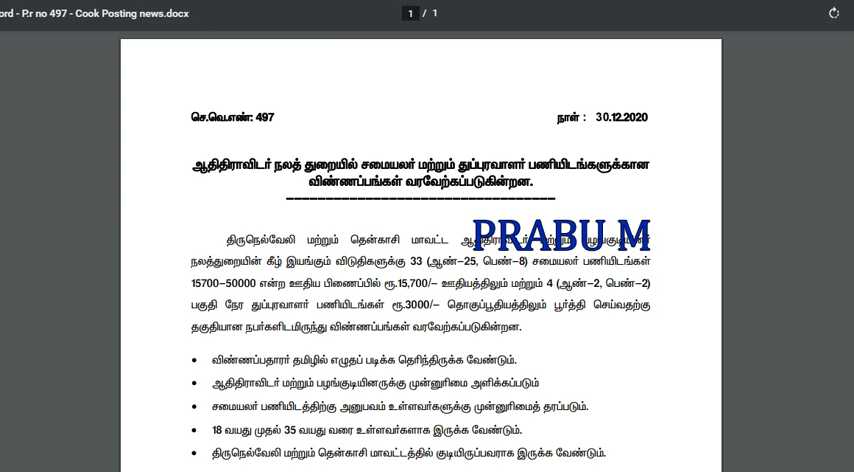 ord - P.r no 497 - Cook Posting news.docx
1 / 1
செ.வெ.எண்: 497 நாள் : 30.12.2020
ஆதிதிராவிடர் நலத் துறையில் சமையலர் மற்றும் துப்புரவாளர் பணியிடங்களுக்கான
விண்ணப்பங்கள் வரவேற்கப்படுகின்றன.
PRABU M
திருநெல்வேலி மற்றும் தென்காசி மாவட்ட ஆதிதிராவிடர் மற்றும் பழங்குடியினர்
நலத்துறையின் கீழ் இயங்கும் விடுதிகளுக்கு 33 (ஆண்-25, பெண்-8) சமையலர் பணியிடங்கள்
15700-50000 என்ற ஊதிய பிணைப்பில் ரூ.15,700/- ஊதியத்திலும் மற்றும் 4 (ஆண்-2, பெண்-2)
பகுதி நேர துப்புரவாளர் பணியிடங்கள் ரூ.3000/- தொகுப்பூதியத்திலும் பூர்த்தி செய்வதற்கு
தகுதியான நபர்களிடமிருந்து விண்ணப்பங்கள் வரவேற்கப்படுகின்றன.
• விண்ணப்பதாரர் தமிழில் எழுதப் படிக்க தெரிந்திருக்க வேண்டும்.
• ஆதிதிராவிடர் மற்றும் பழங்குடியினருக்கு முன்னுரிமை அளிக்கப்படும்
• சமையலர் பணியிடத்திற்கு அனுபவம் உள்ளவர்களுக்கு முன்னுரிமைத் தரப்படும்.
• 18 வயது முதல் 35 வயது வரை உள்ளவர்களாக இருக்க வேண்டும்.
• திருநெல்வேலி மற்றும் தென்காசி மாவட்டத்தில் குடியிருப்பவராக இருக்க வேண்டும்.